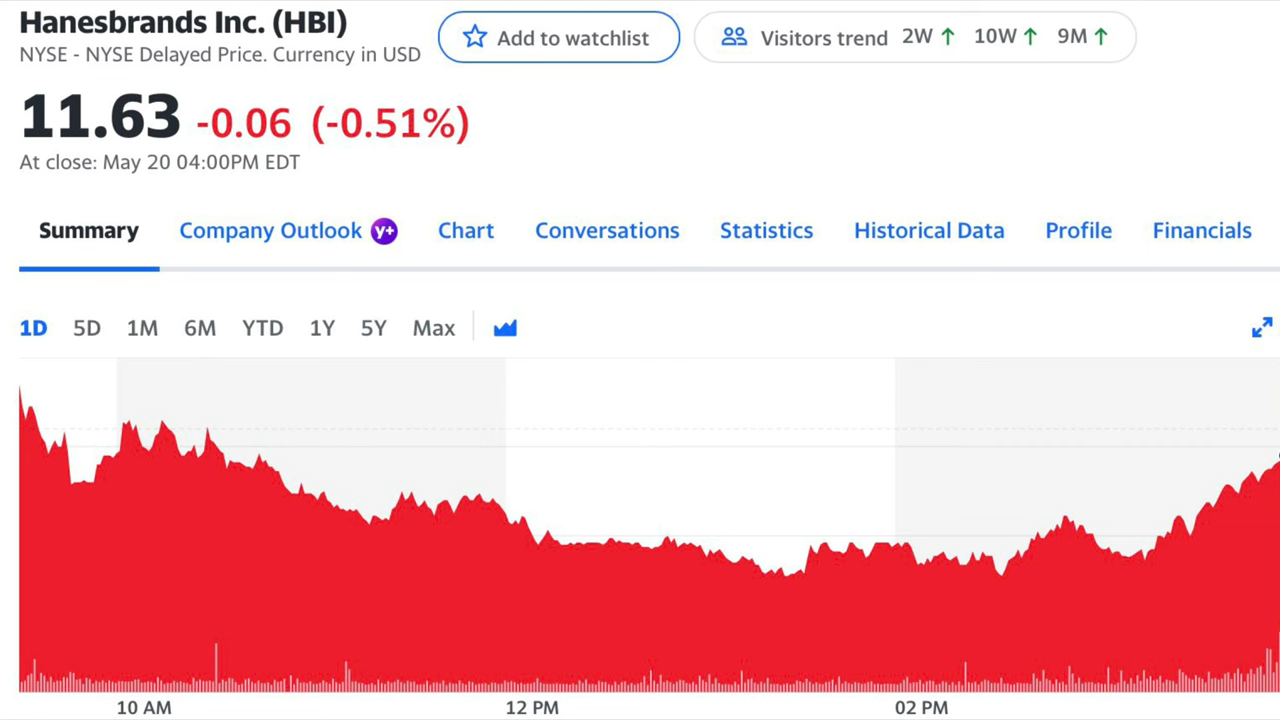 Hanesbrands Inc. (HBI)
NYSE - NYSE Delayed Price. Currency in USD
Add to watchlist
Visitors trend 2W ↑ 10W ↑ 9M ↑
11.63 -0.06 (-0.51%)
At close: May 20 04:00PM EDT
Summary Company Outlook y+ Chart Conversations Statistics Historical Data Profile Financials
1D 5D 1M 6M YTD 1Y 5Y Max
10 AM 12 PM 02 PM